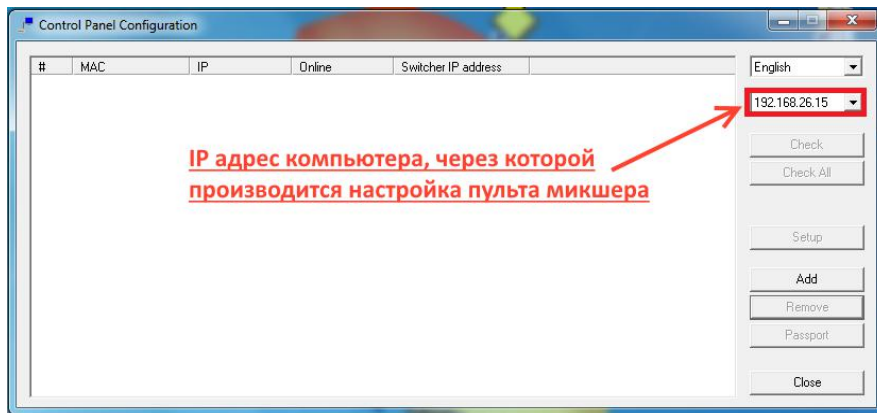 Control Panel Configuration
# MAC IP Online Switcher IP address
English
192.168.26.15
Check
IP адрес компьютера, через которой
Check All
производится настройка пульта микшера
Setup
Add
Remove
Passport
Close